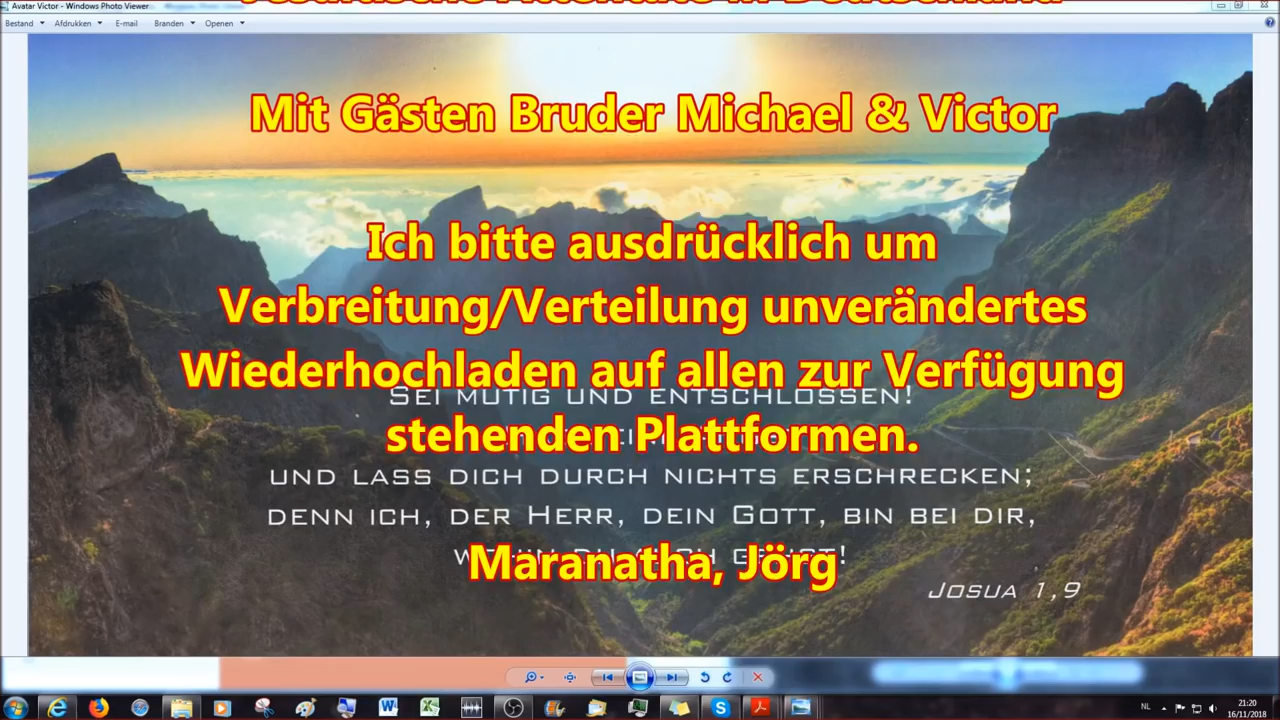 Avatar Victor - Windows Photo Viewer
Bestand Afdrukken E-mail Branden Openen
Mit Gästen Bruder Michael & Victor
Ich bitte ausdrücklich um
Verbreitung/Verteilung unverändertes
Wiederhochladen auf allen zur Verfügung
Sei mutig und entschlossen!
stehenden Plattformen.
und lass dich durch nichts erschrecken;
denn ich, der Herr, dein Gott, bin bei dir,
Maranatha, Jörg
Josua 1,9
NL
21:20
16/11/2018